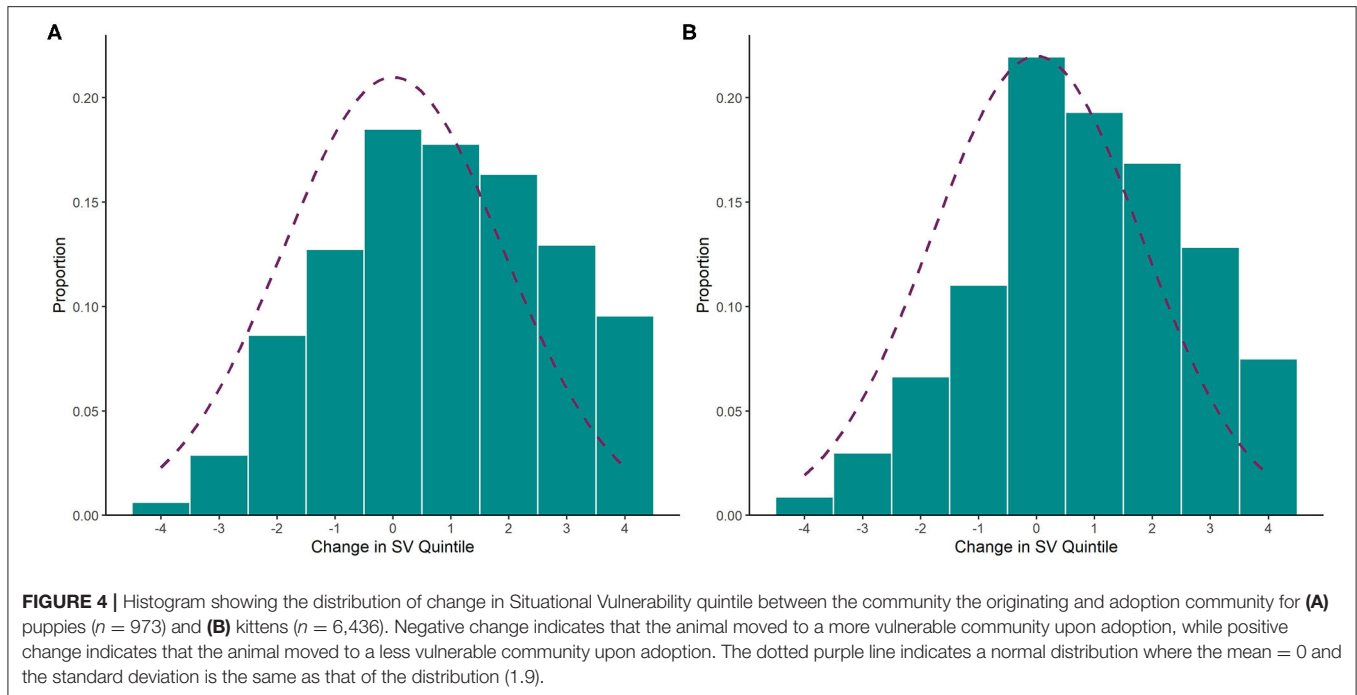 A
B
0.20
0.15
0.10
0.05
0.00
Proportion
-4 -3 -2 -1 0 1 2 3 4
Change in SV Quintile
0.20
0.15
0.10
0.05
0.00
Proportion
-4 -3 -2 -1 0 1 2 3 4
Change in SV Quintile
FIGURE 4 | Histogram showing the distribution of change in Situational Vulnerability quintile between the community the originating and adoption community for (A)
puppies (n = 973) and (B) kittens (n = 6,436). Negative change indicates that the animal moved to a more vulnerable community upon adoption, while positive
change indicates that the animal moved to a less vulnerable community upon adoption. The dotted purple line indicates a normal distribution where the mean = 0 and
the standard deviation is the same as that of the distribution (1.9).